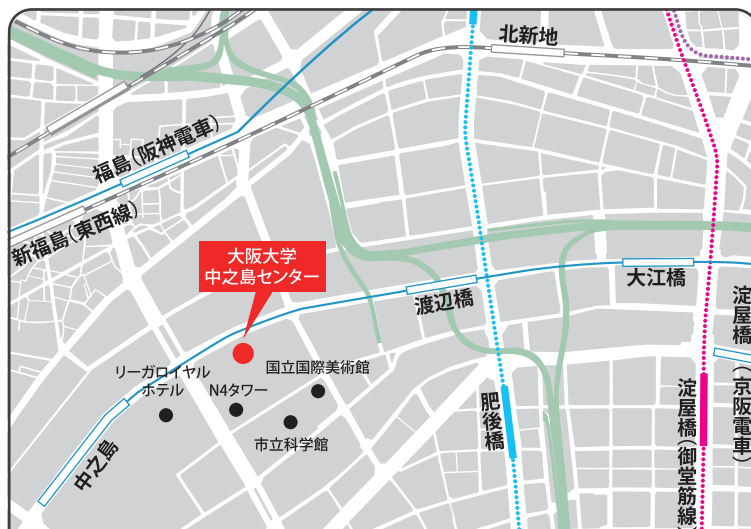 北新地
福島(阪神電車)
新福島(東西線)
大阪大学
中之島センター
渡辺橋
大江橋
淀屋橋(京阪電車)
リーガロイヤル
ホテル
N4タワー
国立国際美術館
市立科学館
中之島
肥後橋
淀屋橋(御堂筋線)